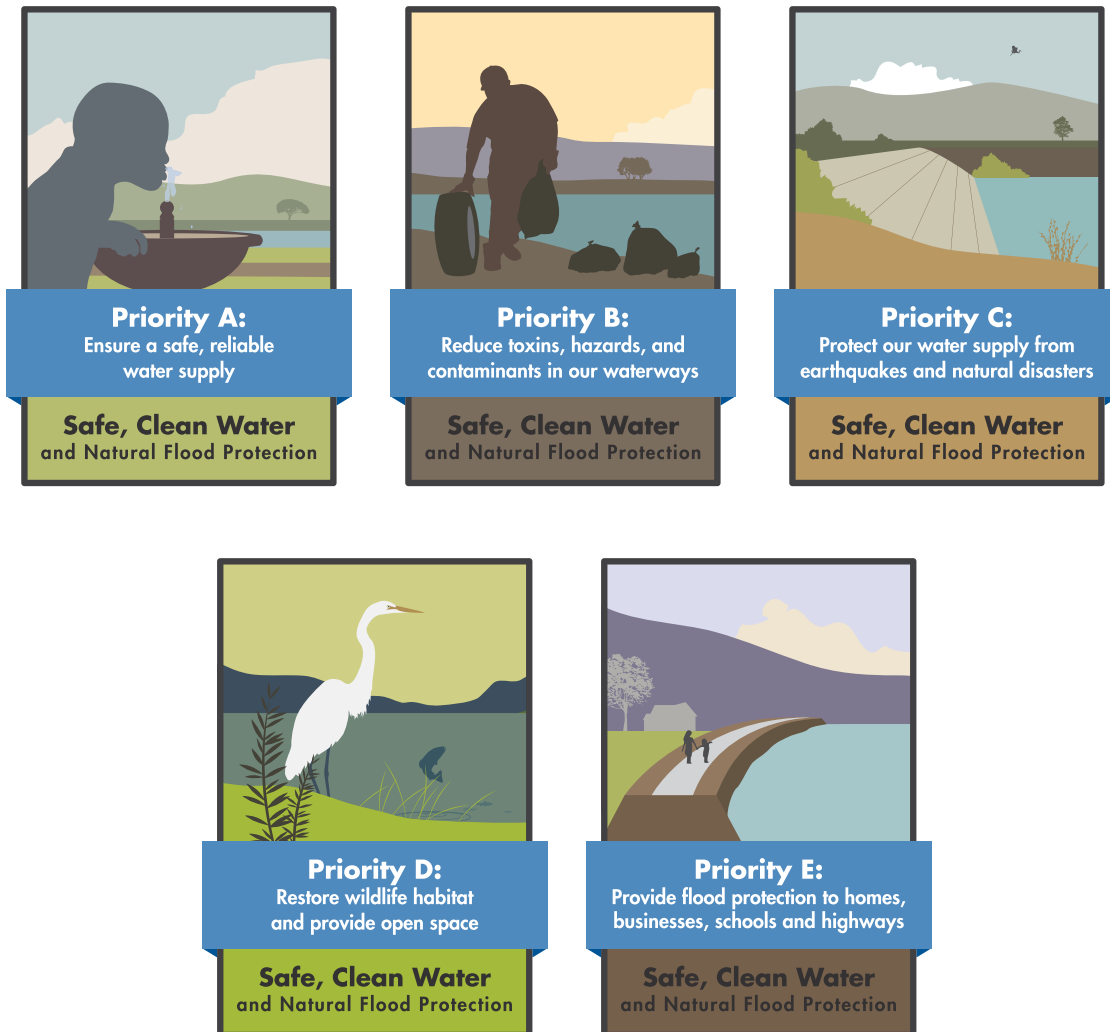 Priority A:
Ensure a safe, reliable
water supply
Safe, Clean Water
and Natural Flood Protection
Priority B:
Reduce toxins, hazards, and
contaminants in our waterways
Safe, Clean Water
and Natural Flood Protection
Priority C:
Protect our water supply from
earthquakes and natural disasters
Safe, Clean Water
and Natural Flood Protection
Priority D:
Restore wildlife habitat
and provide open space
Safe, Clean Water
and Natural Flood Protection
Priority E:
Provide flood protection to homes,
businesses, schools and highways
Safe, Clean Water
and Natural Flood Protection